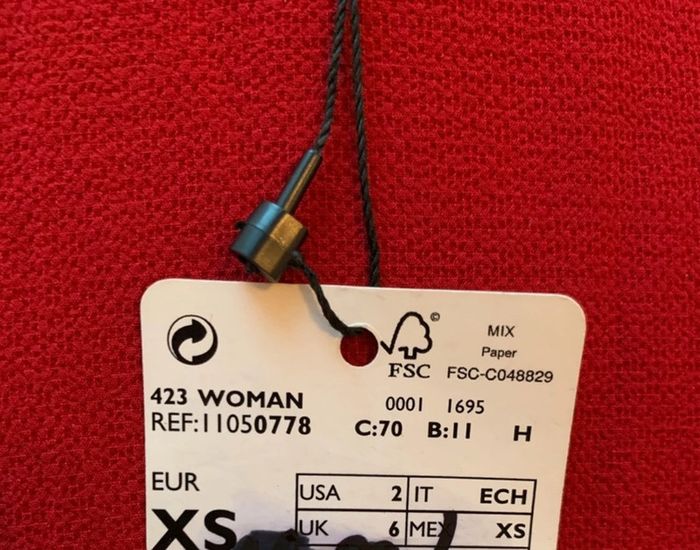 ©
MIX
Paper
FSC FSC-C048829
423 WOMAN 0001 1695
REF:11050778 C:70 B:11 H
EUR
XS
USA 2 IT ECH
UK 6 MEX XS